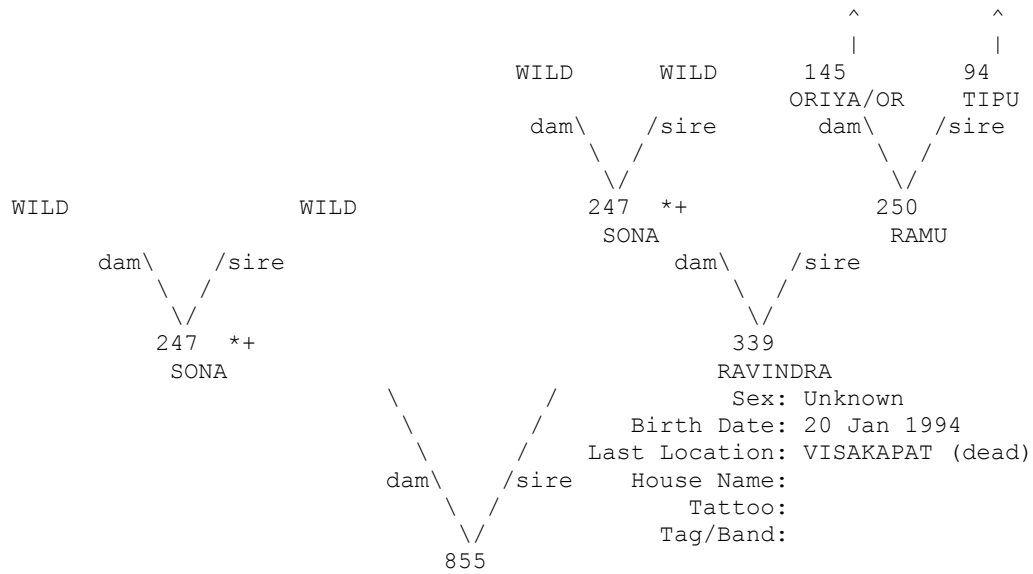 ^ ^
| |
WILD WILD 145 94
ORIYA/OR TIPU
dam\ /sire dam\ /sire
\ / \ /
\/ \/
WILD WILD 247 *+ 250
SONA RAMU
dam\ /sire dam\ /sire
\ / \ /
\/ \/
247 *+ 339
SONA RAVINDRA
\ / Sex: Unknown
\ / Birth Date: 20 Jan 1994
\ / Last Location: VISAKAPAT (dead)
dam\ /sire House Name:
\ / Tattoo:
\/ Tag/Band:
855